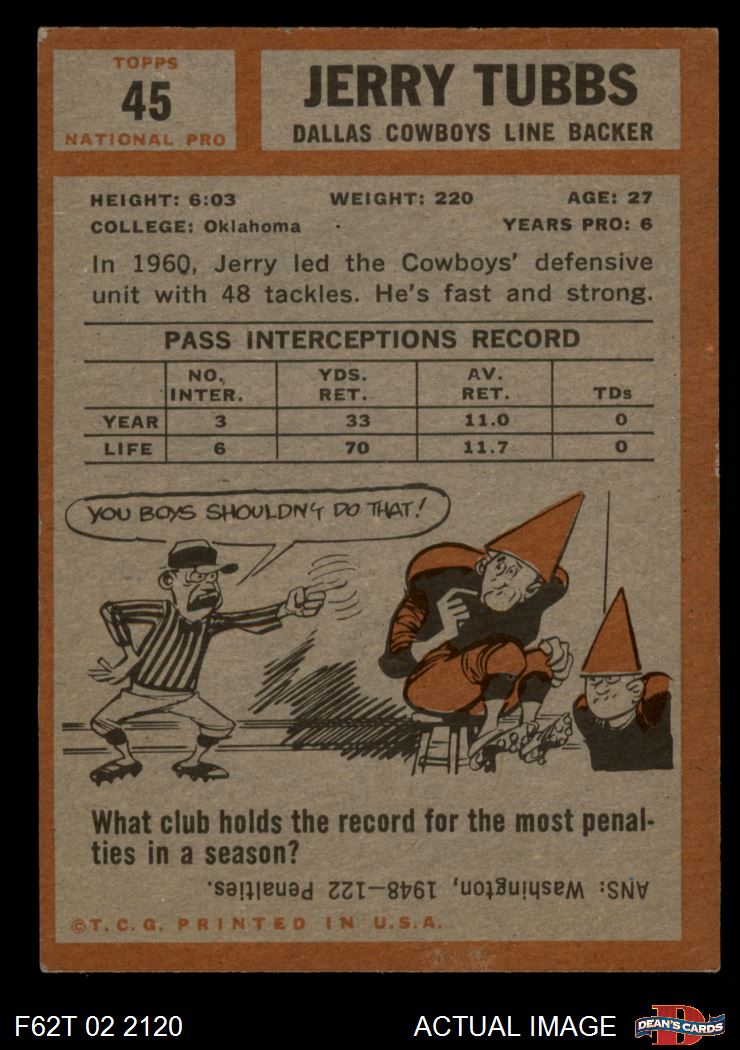 TOPPS
45
NATIONAL PRO
JERRY TUBBS
DALLAS COWBOYS LINE BACKER
HEIGHT: 6:03 WEIGHT: 220 AGE: 27
COLLEGE: Oklahoma YEARS PRO: 6
In 1960, Jerry led the Cowboys' defensive
unit with 48 tackles. He's fast and strong.
PASS INTERCEPTIONS RECORD
NO. INTER. YDS. RET. AV. RET. TDs
YEAR 3 33 11.0 0
LIFE 6 70 11.7 0
YOU BOYS SHOULDN'T DO THAT!
What club holds the record for the most penal-
ties in a season?
ANS: Washington, 1948—122 Penalties.
©T.C.G. PRINTED IN U.S.A.
F62T 02 2120 ACTUAL IMAGE DEAN'S CARDS